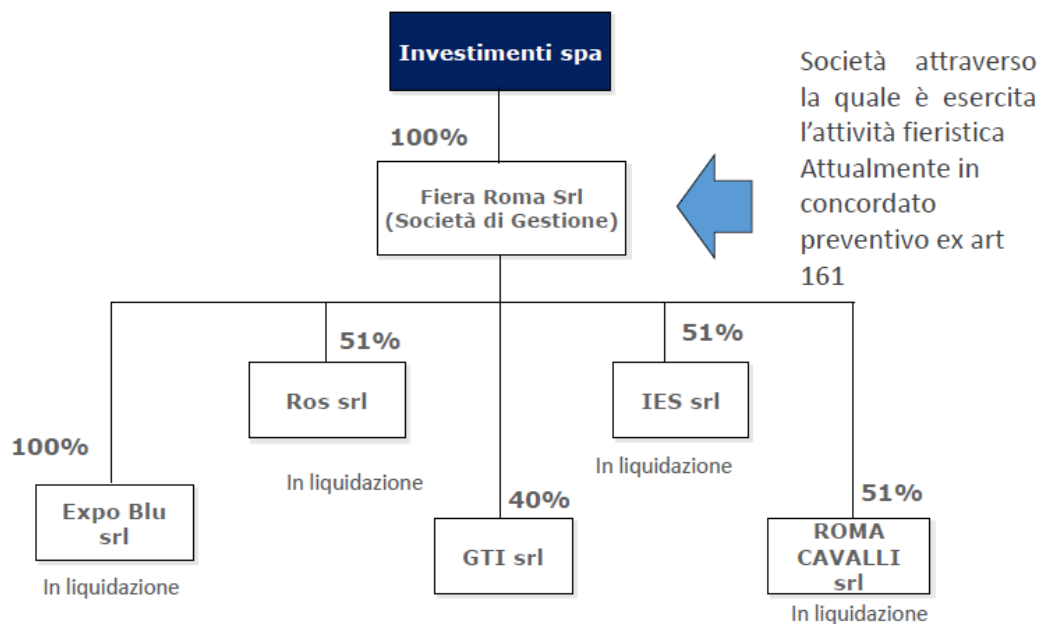 Investimenti spa
Società attraverso
la quale è esercita
l'attività fieristica
Attualmente in
concordato
preventivo ex art
161
100%
Fiera Roma Srl
(Società di Gestione)
51%
51%
Ros srl
IES srl
100%
In liquidazione
In liquidazione
40%
51%
Expo Blu
srl
GTI srl
ROMA
CAVALLI
srl
In liquidazione
In liquidazione